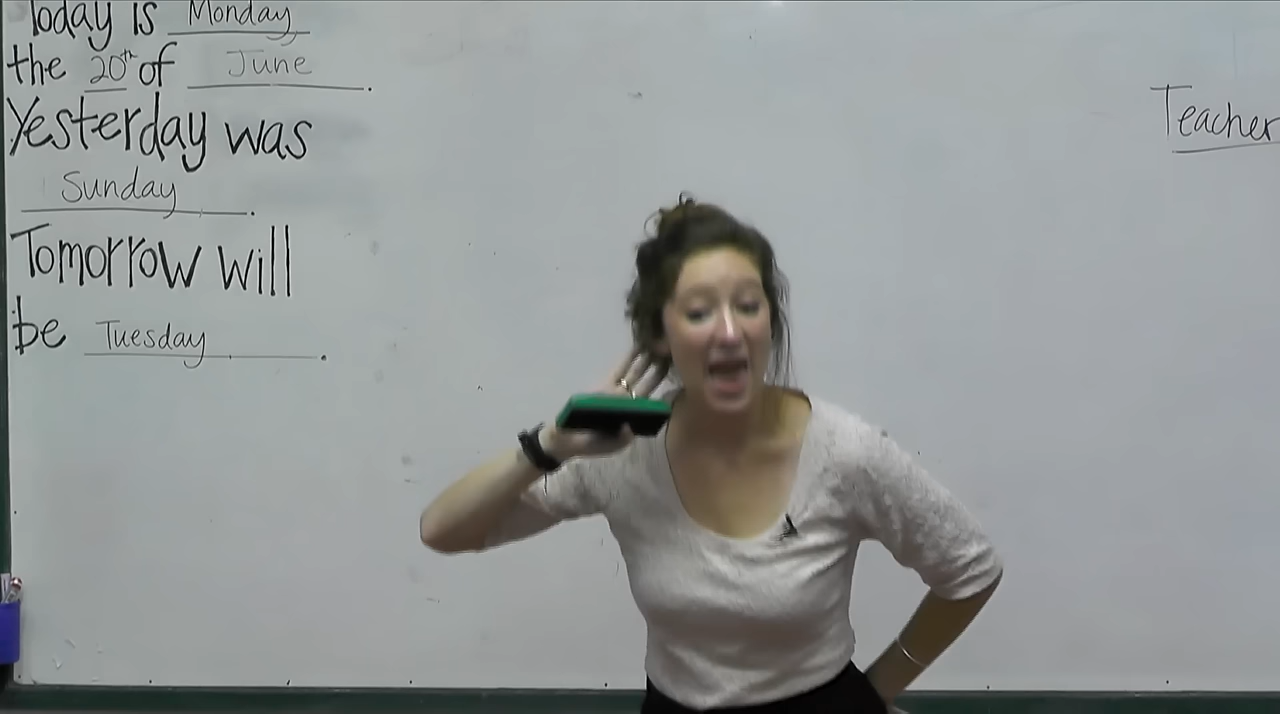 Today is Monday
the 20th of June.
Yesterday was
Sunday.
Tomorrow will
be Tuesday.
Teacher